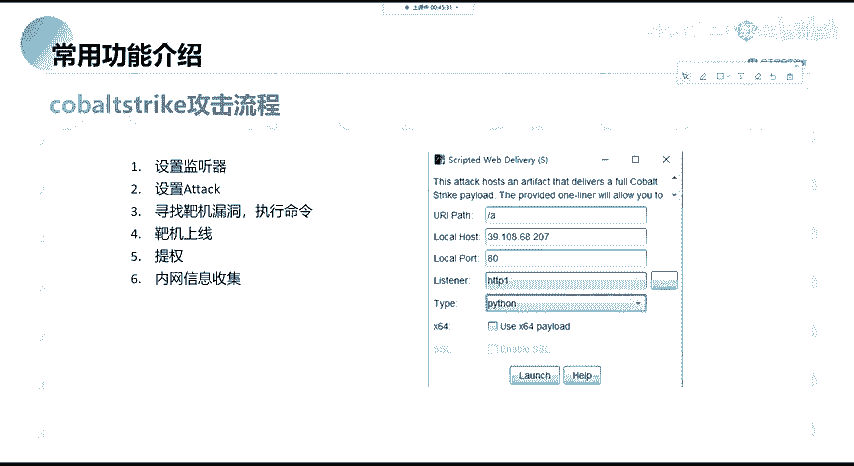 上课中 00:45:31
常用功能介绍
cobaltstrike攻击流程
1. 设置监听器
2. 设置Attack
3. 寻找靶机漏洞，执行命令
4. 靶机上线
5. 提权
6. 内网信息收集
Scripted Web Delivery (S)
This attack hosts an artifact that delivers a full Cobalt
Strike payload. The provided one-liner will allow you to
URI Path: /a
Local Host: 39.108.68.207
Local Port: 80
Listener: http1
...
Type: python
x64: Use x64 payload
SSL: Enable SSL
Launch Help